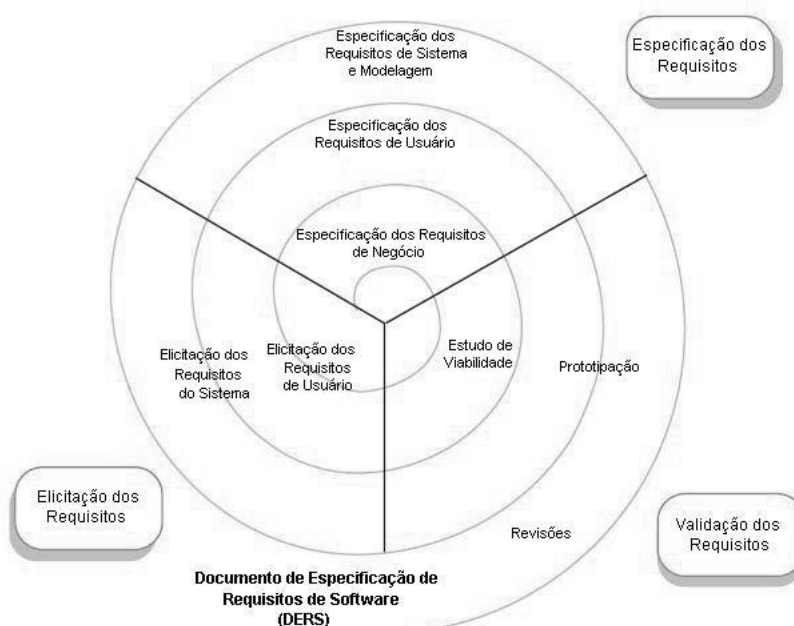 Especificação dos
Requisitos de Sistema
e Modelagem
Especificação dos
Requisitos
Especificação dos
Requisitos de Usuário
Especificação dos Requisitos
de Negócio
Elicitação dos
Requisitos
do Sistema
Elicitação dos
Requisitos
de Usuário
Estudo de
Viabilidade
Prototipação
Elicitação dos
Requisitos
Revisões
Validação dos
Requisitos
Documento de Especificação de
Requisitos de Software
(DERS)